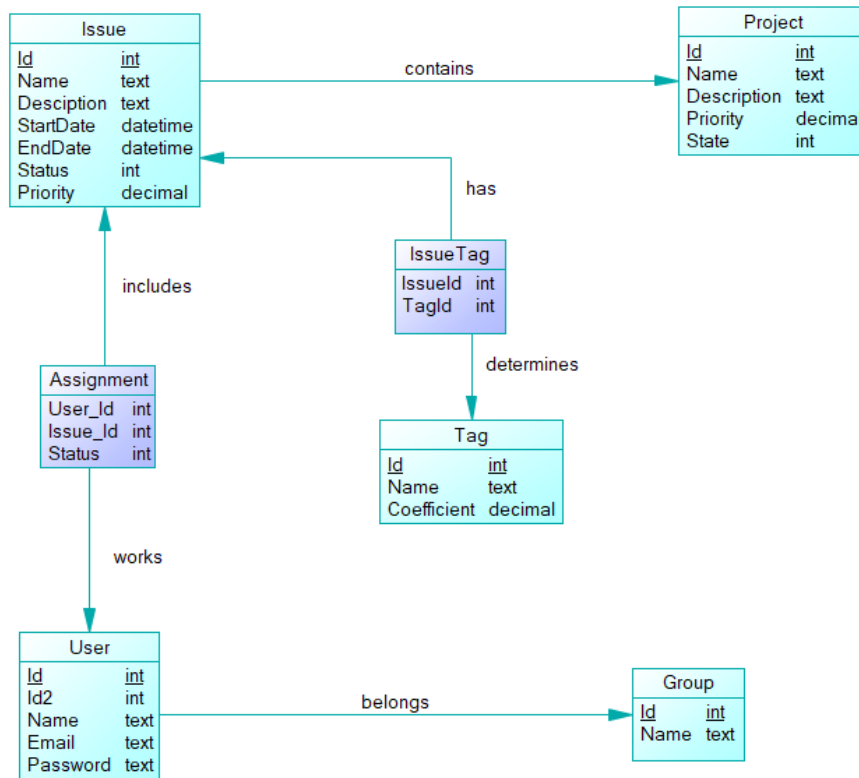 Issue
Id int
Name text
Desciption text
StartDate datetime
EndDate datetime
Status int
Priority decimal
contains
Project
Id int
Name text
Description text
Priority decima
State int
has
IssueTag
IssueId int
TagId int
includes
determines
Assignment
User_Id int
Issue_Id int
Status int
Tag
Id int
Name text
Coefficient decimal
works
User
Id int
Id2 int
Name text
Email text
Password text
belongs
Group
Id int
Name text